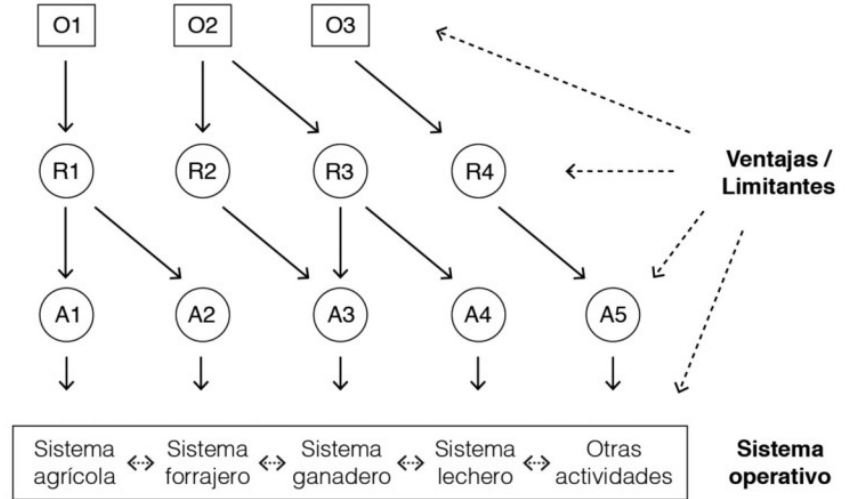 O1 O2 O3
R1 R2 R3 R4
Ventajas /
Limitantes
A1 A2 A3 A4 A5
Sistema Sistema Sistema Sistema Otras
agrícola forrajero ganadero lechero actividades
Sistema
operativo